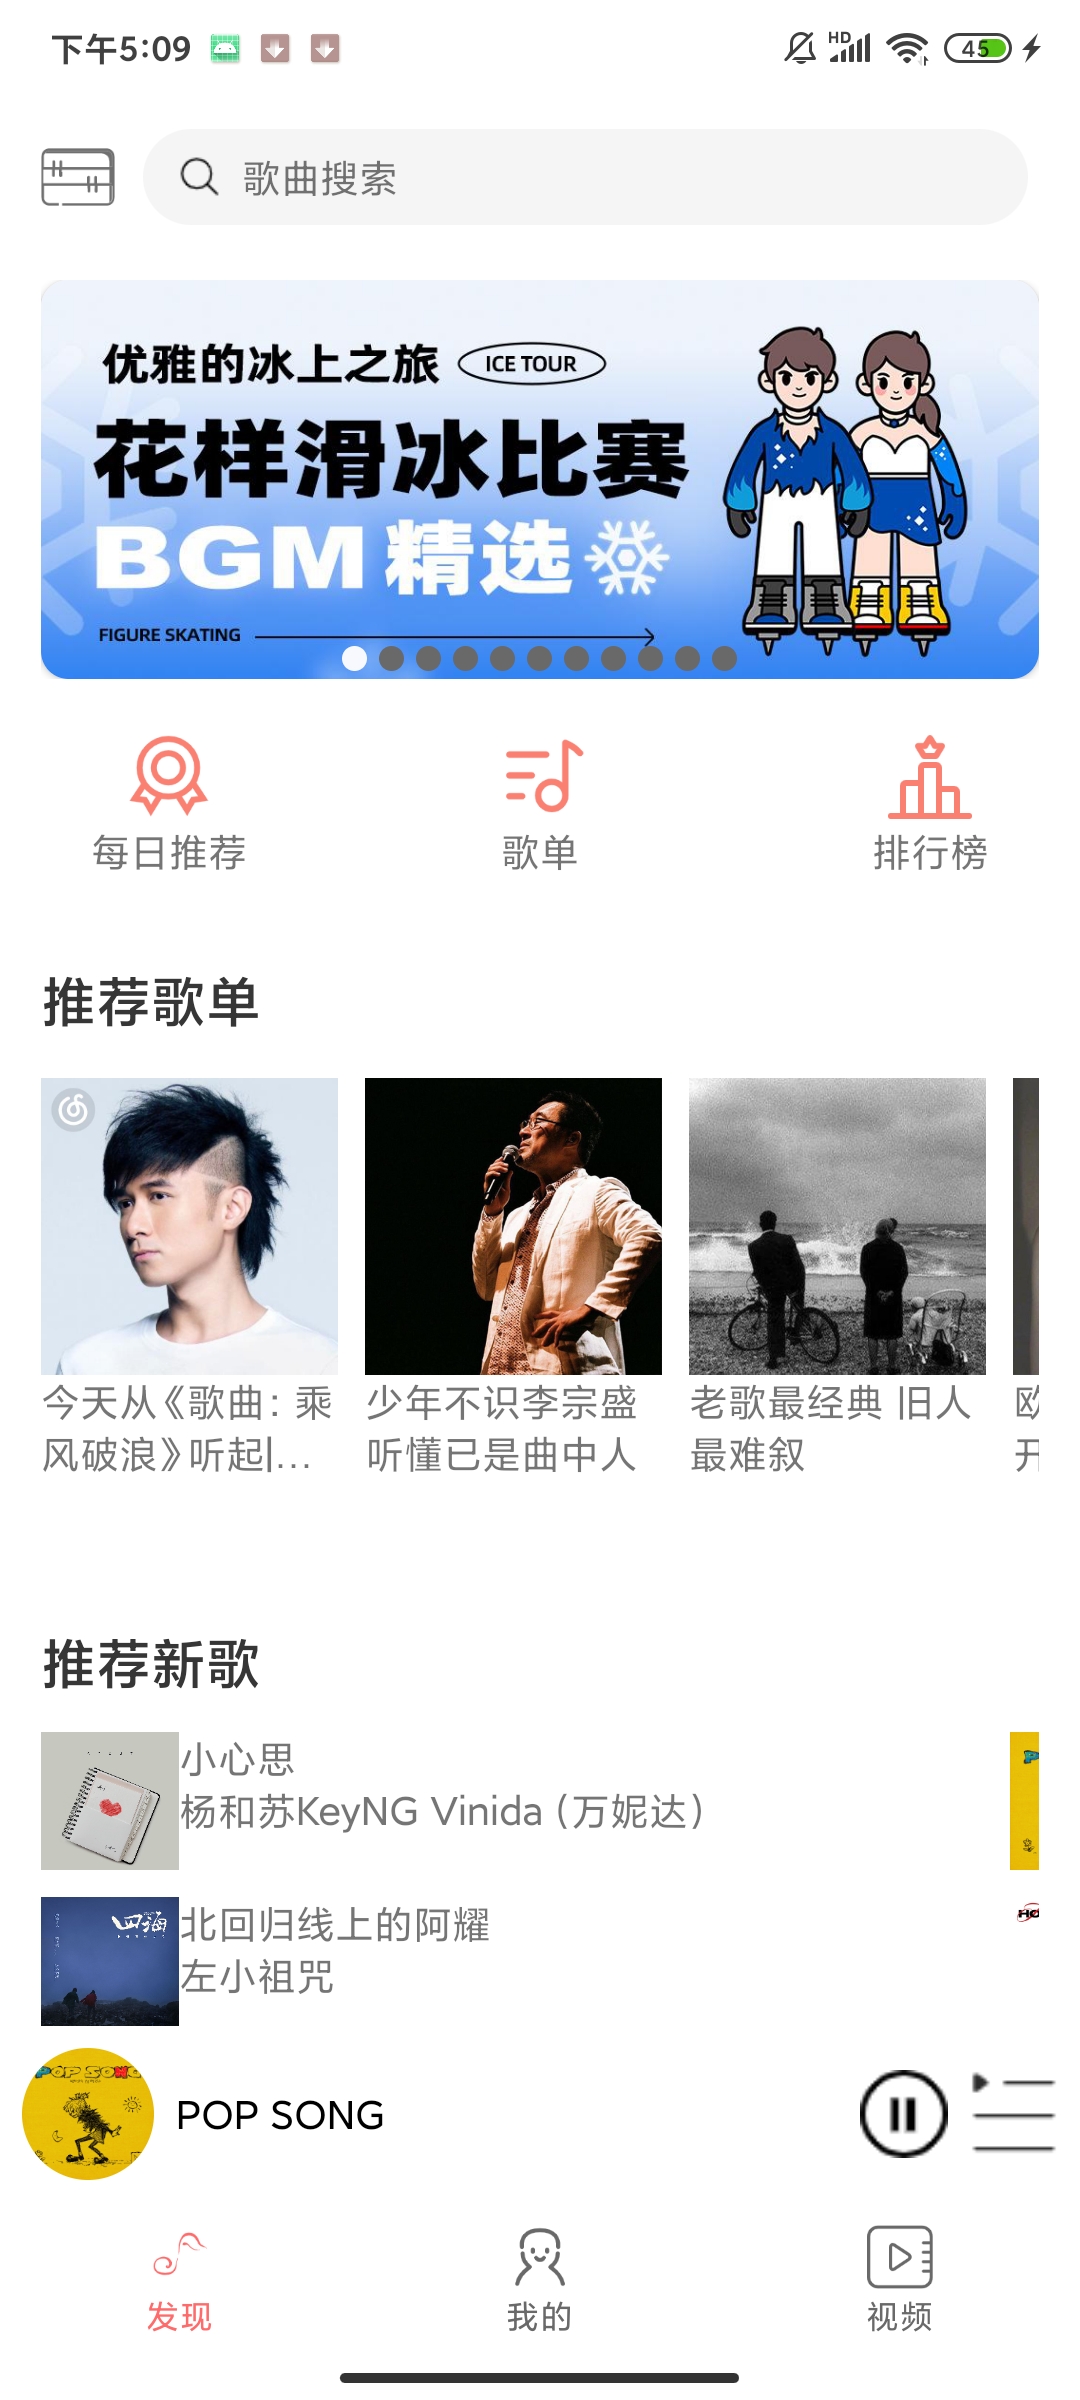 下午5:09
HD
45
歌曲搜索
优雅的冰上之旅 ICE TOUR
花样滑冰比赛
BGM 精选
FIGURE SKATING
每日推荐
歌单
排行榜
推荐歌单
今天从《歌曲：乘
风破浪》听起|...
少年不识李宗盛
听懂已是曲中人
老歌最经典 旧人
最难叙
开
推荐新歌
小心思
杨和苏KeyNG Vinida (万妮达)
四海
北回归线上的阿耀
左小祖咒
POP SONG
POP SONG
发现
我的
视频